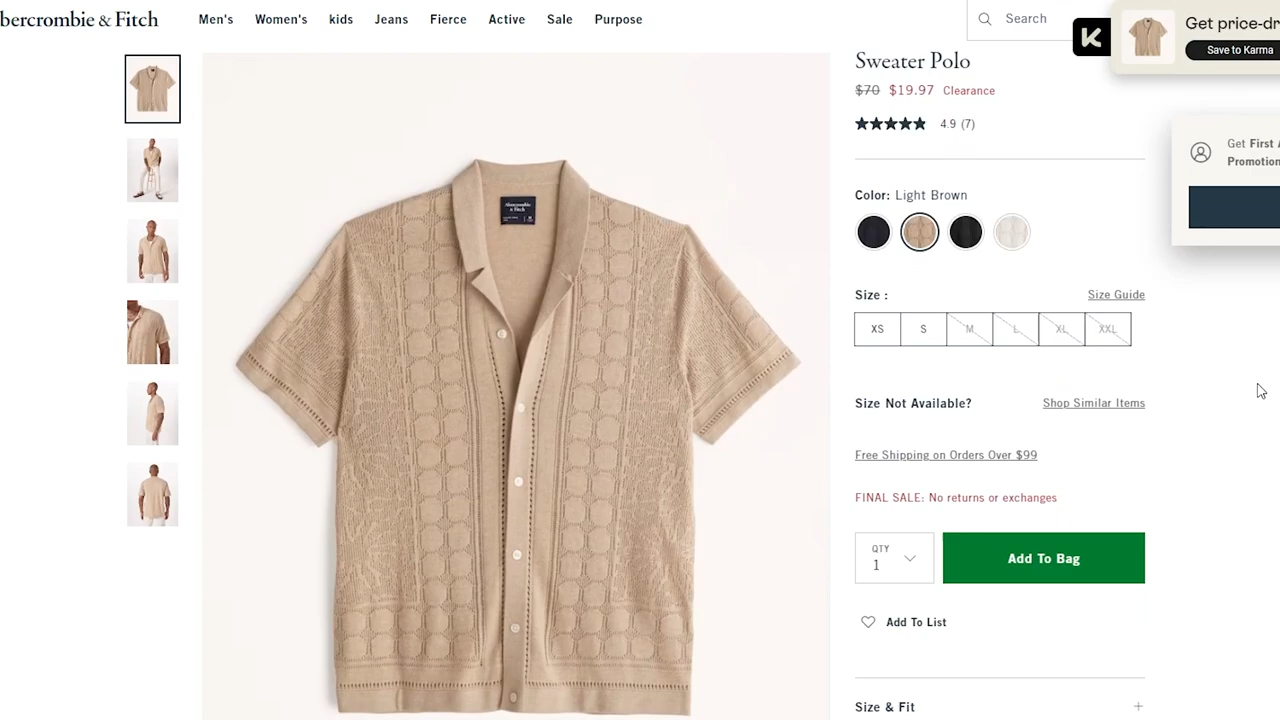 bercrombie & Fitch
Men's Women's kids Jeans Fierce Active Sale Purpose
Search
K
Get price-dr
Save to Karma
Sweater Polo
$70 $19.97 Clearance
4.9 (7)
Get First A
Promotion
Color: Light Brown
Abercrombie
& Fitch
Size :
Size Guide
XS S M L XL XXL
Size Not Available?
Shop Similar Items
Free Shipping on Orders Over $99
FINAL SALE: No returns or exchanges
QTY
1
Add To Bag
Add To List
Size & Fit +